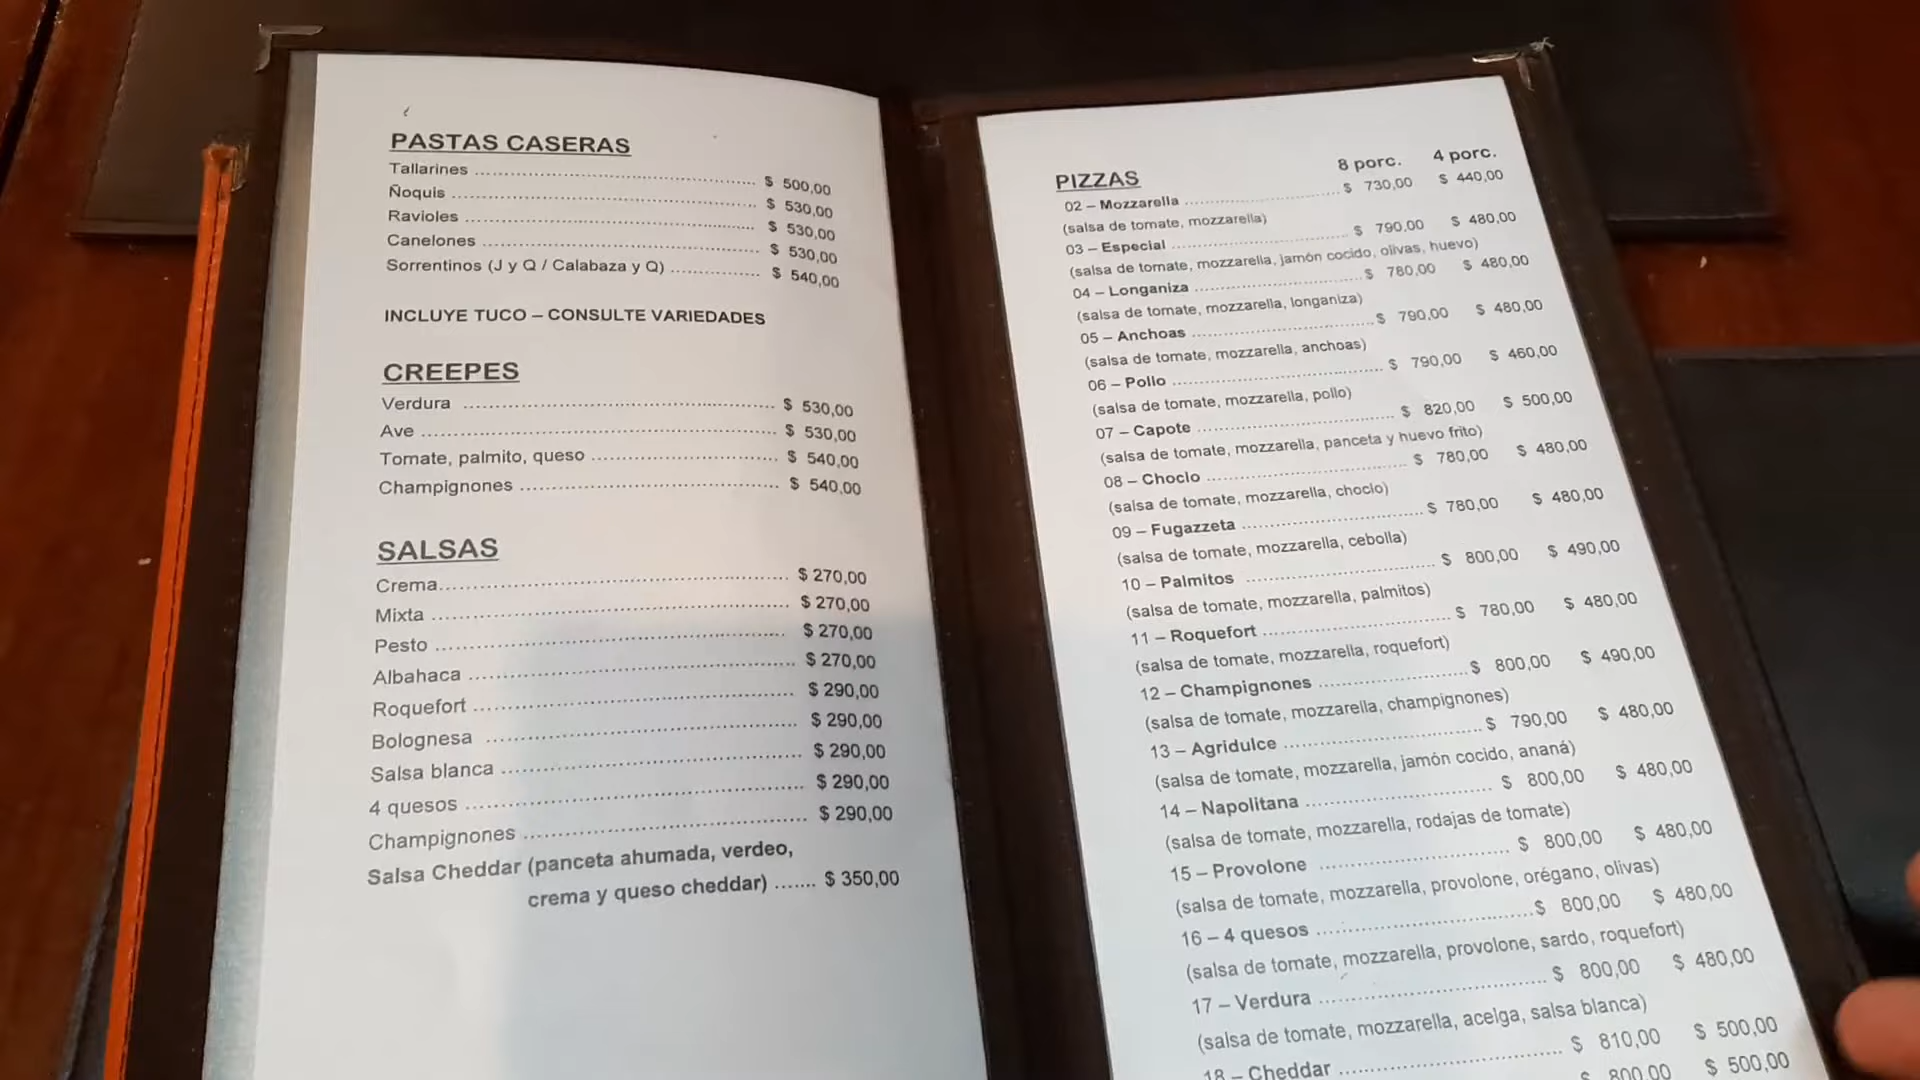 PASTAS CASERAS
Tallarines ........ $ 500,00
Ñoquis ........ $ 530,00
Ravioles ........ $ 530,00
Canelones ........ $ 530,00
Sorrentinos (J y Q / Calabaza y Q) ........ $ 540,00
INCLUYE TUCO – CONSULTE VARIEDADES
CREEPES
Verdura ........ $ 530,00
Ave ........ $ 530,00
Tomate, palmito, queso ........ $ 540,00
Champignones ........ $ 540,00
SALSAS
Crema ........ $ 270,00
Mixta ........ $ 270,00
Pesto ........ $ 270,00
Albahaca ........ $ 270,00
Roquefort ........ $ 290,00
Bolognesa ........ $ 290,00
Salsa blanca ........ $ 290,00
4 quesos ........ $ 290,00
Champignones ........ $ 290,00
Salsa Cheddar (panceta ahumada, verdeo,
crema y queso cheddar) ....... $ 350,00
PIZZAS 8 porc. 4 porc.
02 – Mozzarella ........ $ 730,00 $ 440,00
(salsa de tomate, mozzarella)
03 – Especial ........ $ 790,00 $ 480,00
(salsa de tomate, mozzarella, jamón cocido, olivas, huevo)
04 – Longaniza ........ $ 780,00 $ 480,00
(salsa de tomate, mozzarella, longaniza)
05 – Anchoas ........ $ 790,00 $ 480,00
(salsa de tomate, mozzarella, anchoas)
06 – Pollo ........ $ 790,00 $ 460,00
(salsa de tomate, mozzarella, pollo)
07 – Capote ........ $ 820,00 $ 500,00
(salsa de tomate, mozzarella, panceta y huevo frito)
08 – Choclo ........ $ 780,00 $ 480,00
(salsa de tomate, mozzarella, choclo)
09 – Fugazzeta ........ $ 780,00 $ 480,00
(salsa de tomate, mozzarella, cebolla)
10 – Palmitos ........ $ 800,00 $ 490,00
(salsa de tomate, mozzarella, palmitos)
11 – Roquefort ........ $ 780,00 $ 480,00
(salsa de tomate, mozzarella, roquefort)
12 – Champignones ........ $ 800,00 $ 490,00
(salsa de tomate, mozzarella, champignones)
13 – Agridulce ........ $ 790,00 $ 480,00
(salsa de tomate, mozzarella, jamón cocido, ananá)
14 – Napolitana ........ $ 800,00 $ 480,00
(salsa de tomate, mozzarella, rodajas de tomate)
15 – Provolone ........ $ 800,00 $ 480,00
(salsa de tomate, mozzarella, provolone, orégano, olivas)
16 – 4 quesos ........ $ 800,00 $ 480,00
(salsa de tomate, mozzarella, provolone, sardo, roquefort)
17 – Verdura ........ $ 800,00 $ 480,00
(salsa de tomate, mozzarella, acelga, salsa blanca)
18 – Cheddar ........ $ 810,00 $ 500,00
$ 800,00 $ 500,00